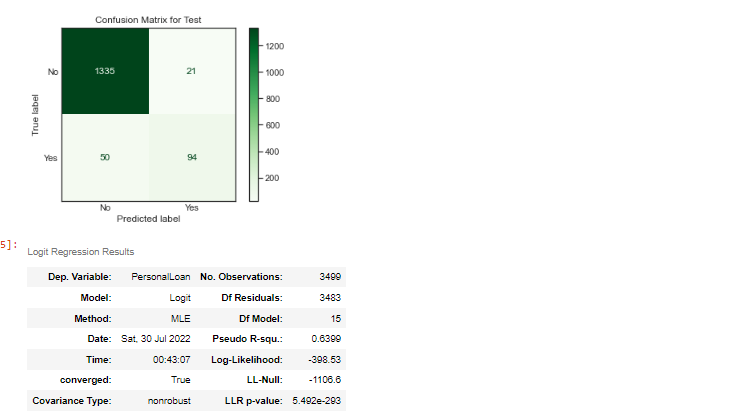 Confusion Matrix for Test
1200
No 1335 21
1000
800
True label
600
Yes 50 94
400
200
No Yes
Predicted label
5]:
Logit Regression Results
Dep. Variable: PersonalLoan No. Observations: 3499
Model: Logit Df Residuals: 3483
Method: MLE Df Model: 15
Date: Sat, 30 Jul 2022 Pseudo R-squ.: 0.6399
Time: 00:43:07 Log-Likelihood: -398.53
converged: True LL-Null: -1106.6
Covariance Type: nonrobust LLR p-value: 5.492e-293